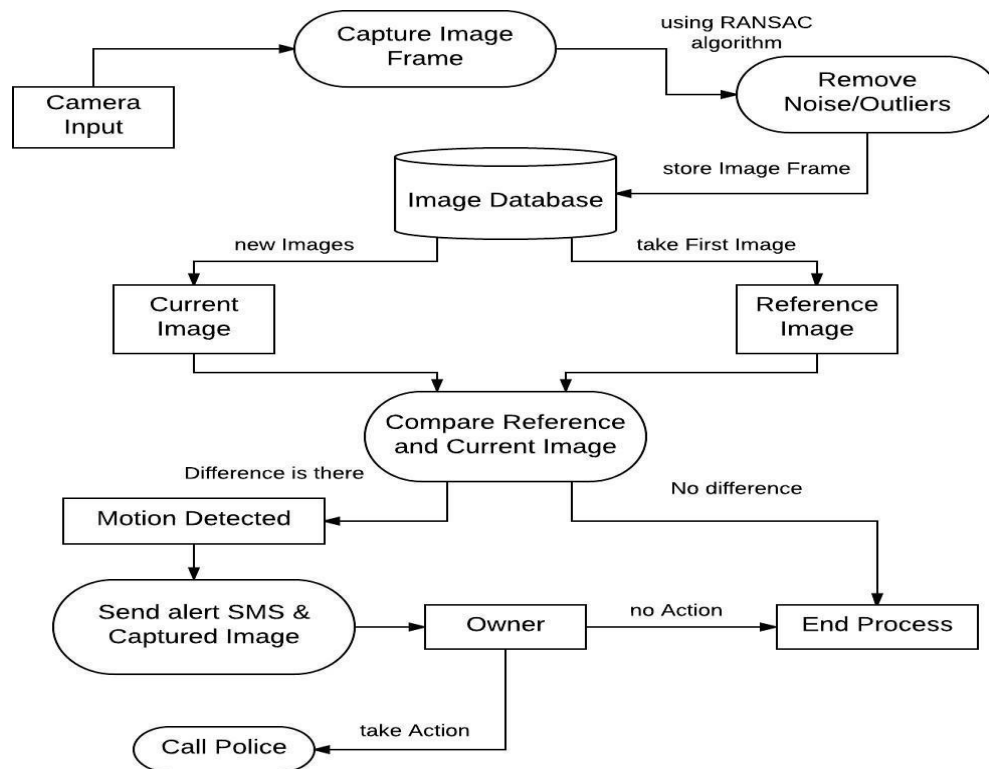 Capture Image
Frame
using RANSAC
algorithm
Camera
Input
Remove
Noise/Outliers
store Image Frame
Image Database
new Images
take First Image
Current
Image
Reference
Image
Compare Reference
and Current Image
Difference is there
No difference
Motion Detected
Send alert SMS &
Captured Image
Owner
no Action
End Process
take Action
Call Police